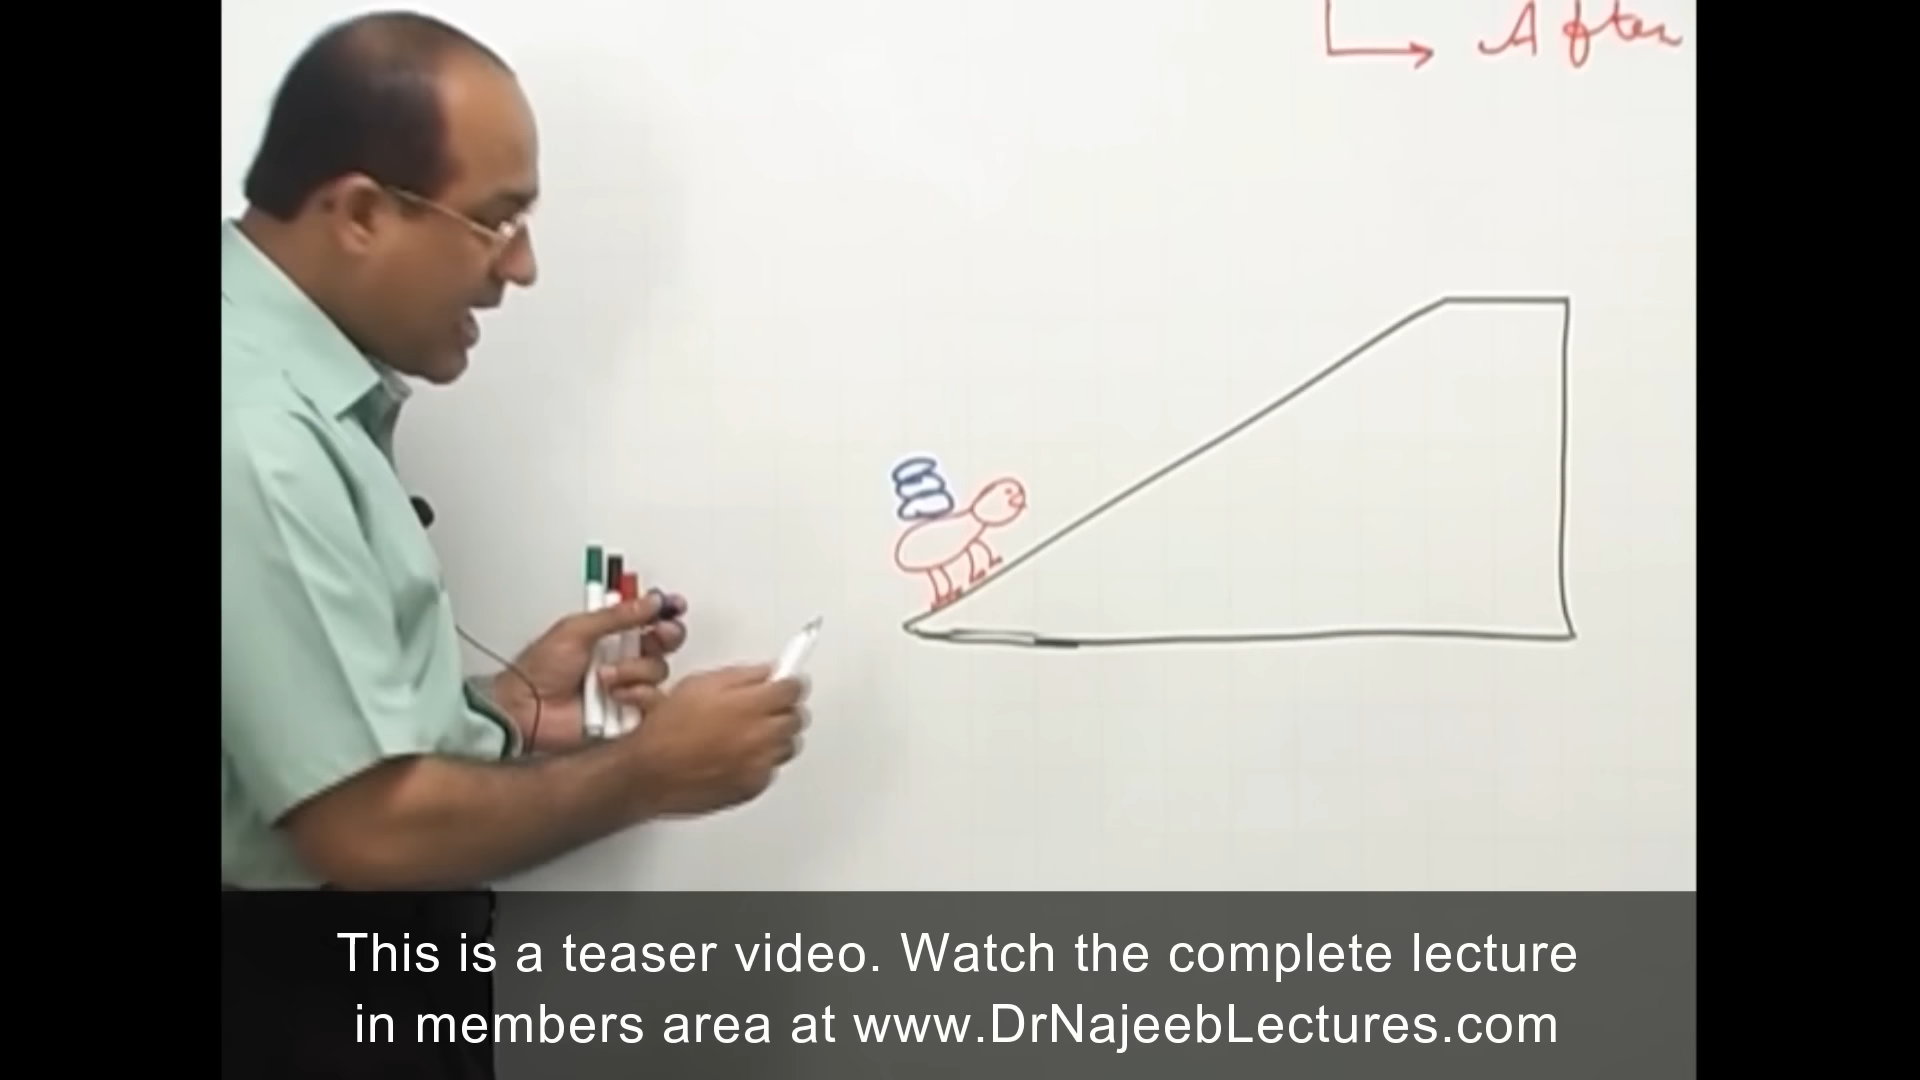 After
This is a teaser video. Watch the complete lecture
in members area at www.DrNajeebLectures.com